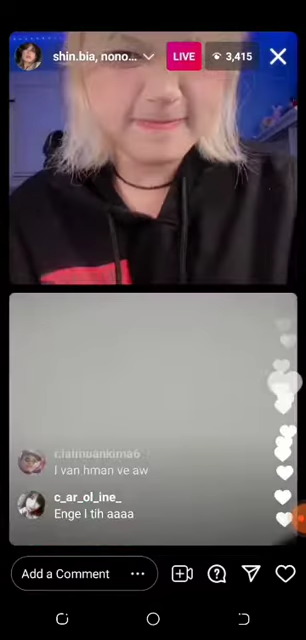 shin.bia, nono...
LIVE
3,415
I van hman ve aw
c_ar_ol_ine_
Enge I tih aaaa
Add a Comment